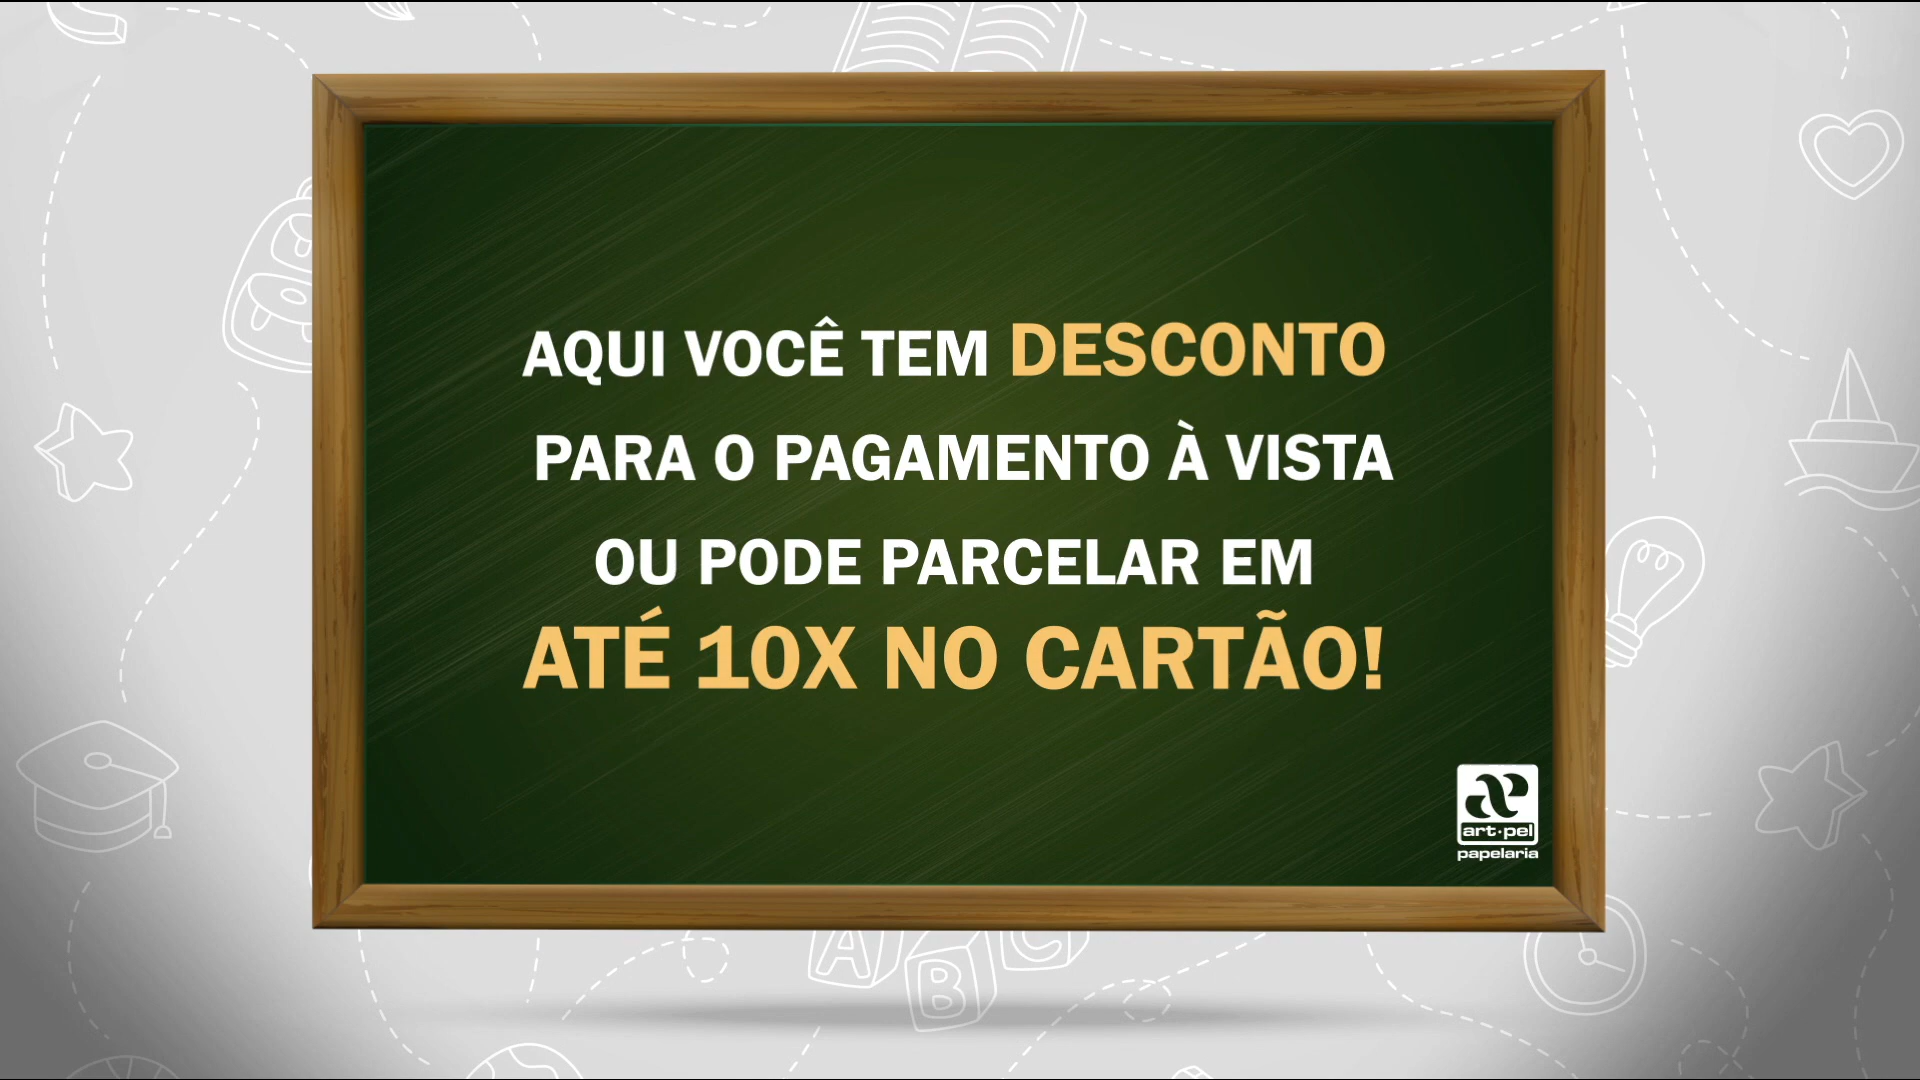 AQUI VOCÊ TEM DESCONTO
PARA O PAGAMENTO À VISTA
OU PODE PARCELAR EM
ATÉ 10X NO CARTÃO!
art·pel
papelaria
A B C